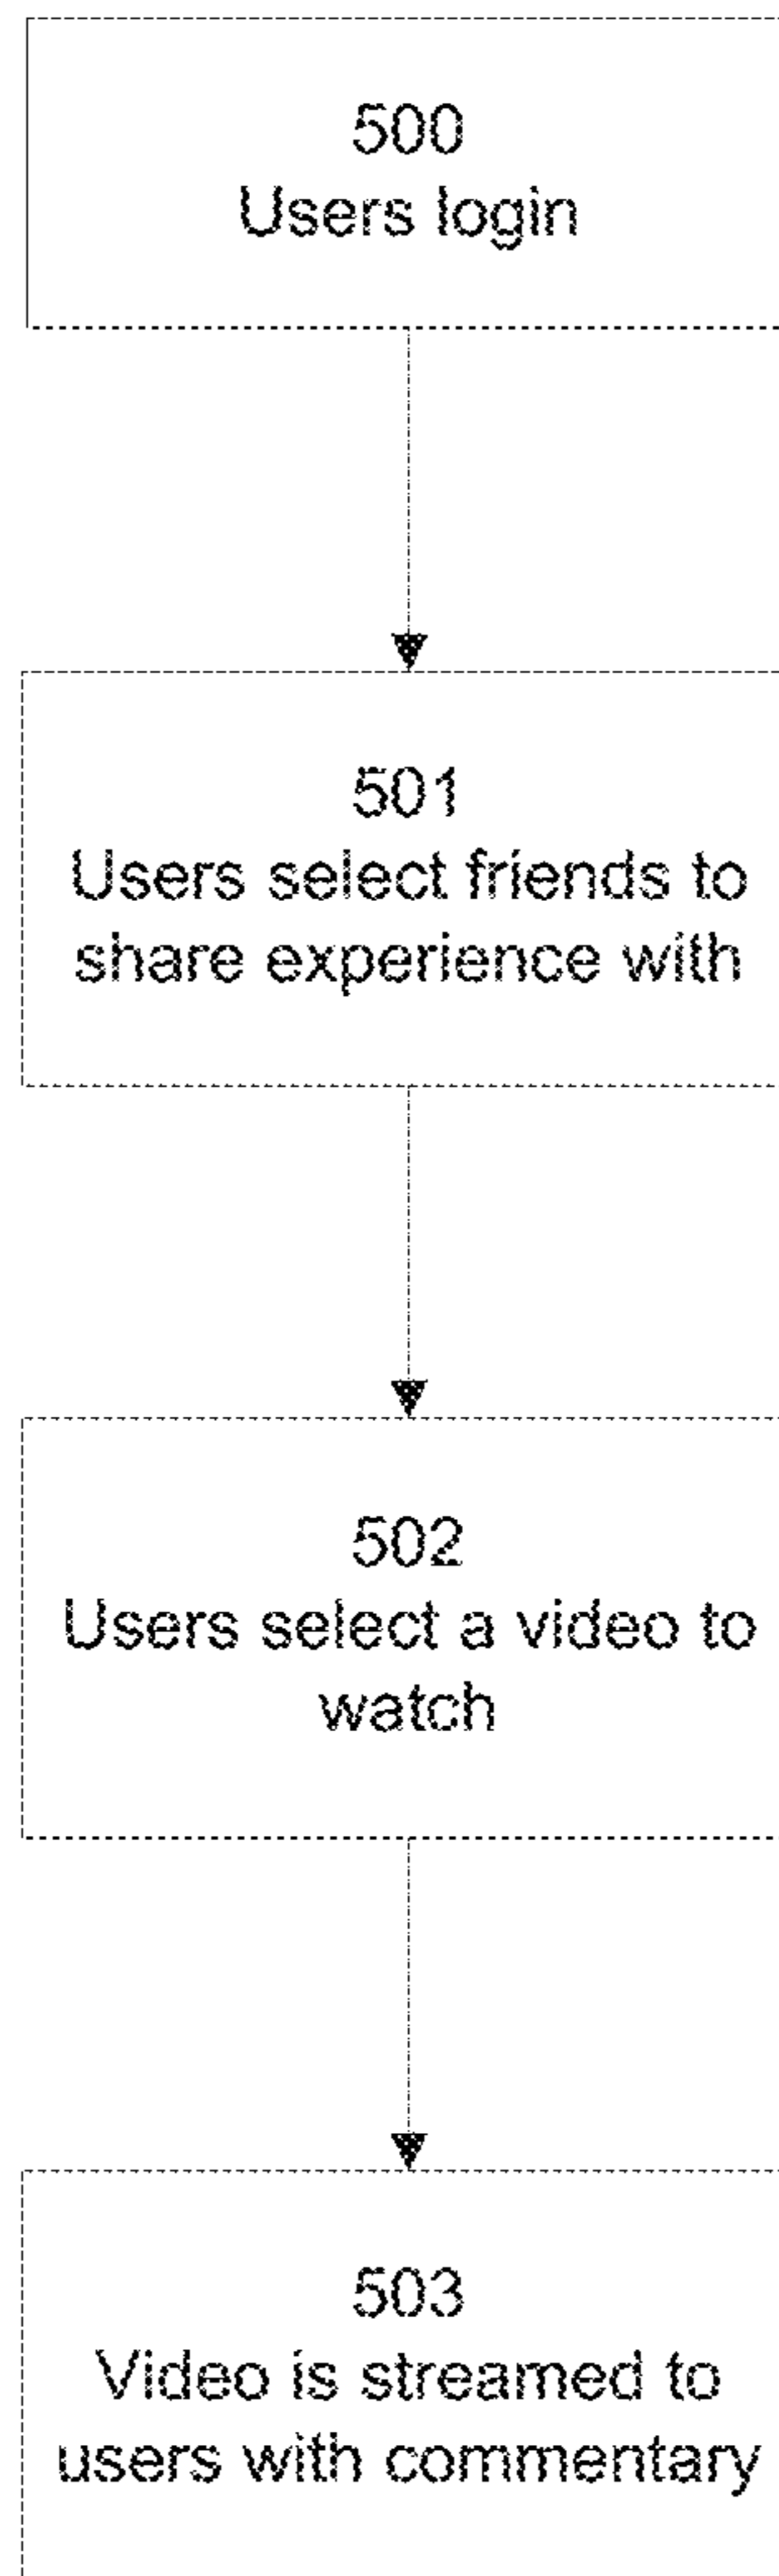 500
Users login
501
Users select friends to
share experience with
502
Users select a video to
watch
503
Video is streamed to
users with commentary